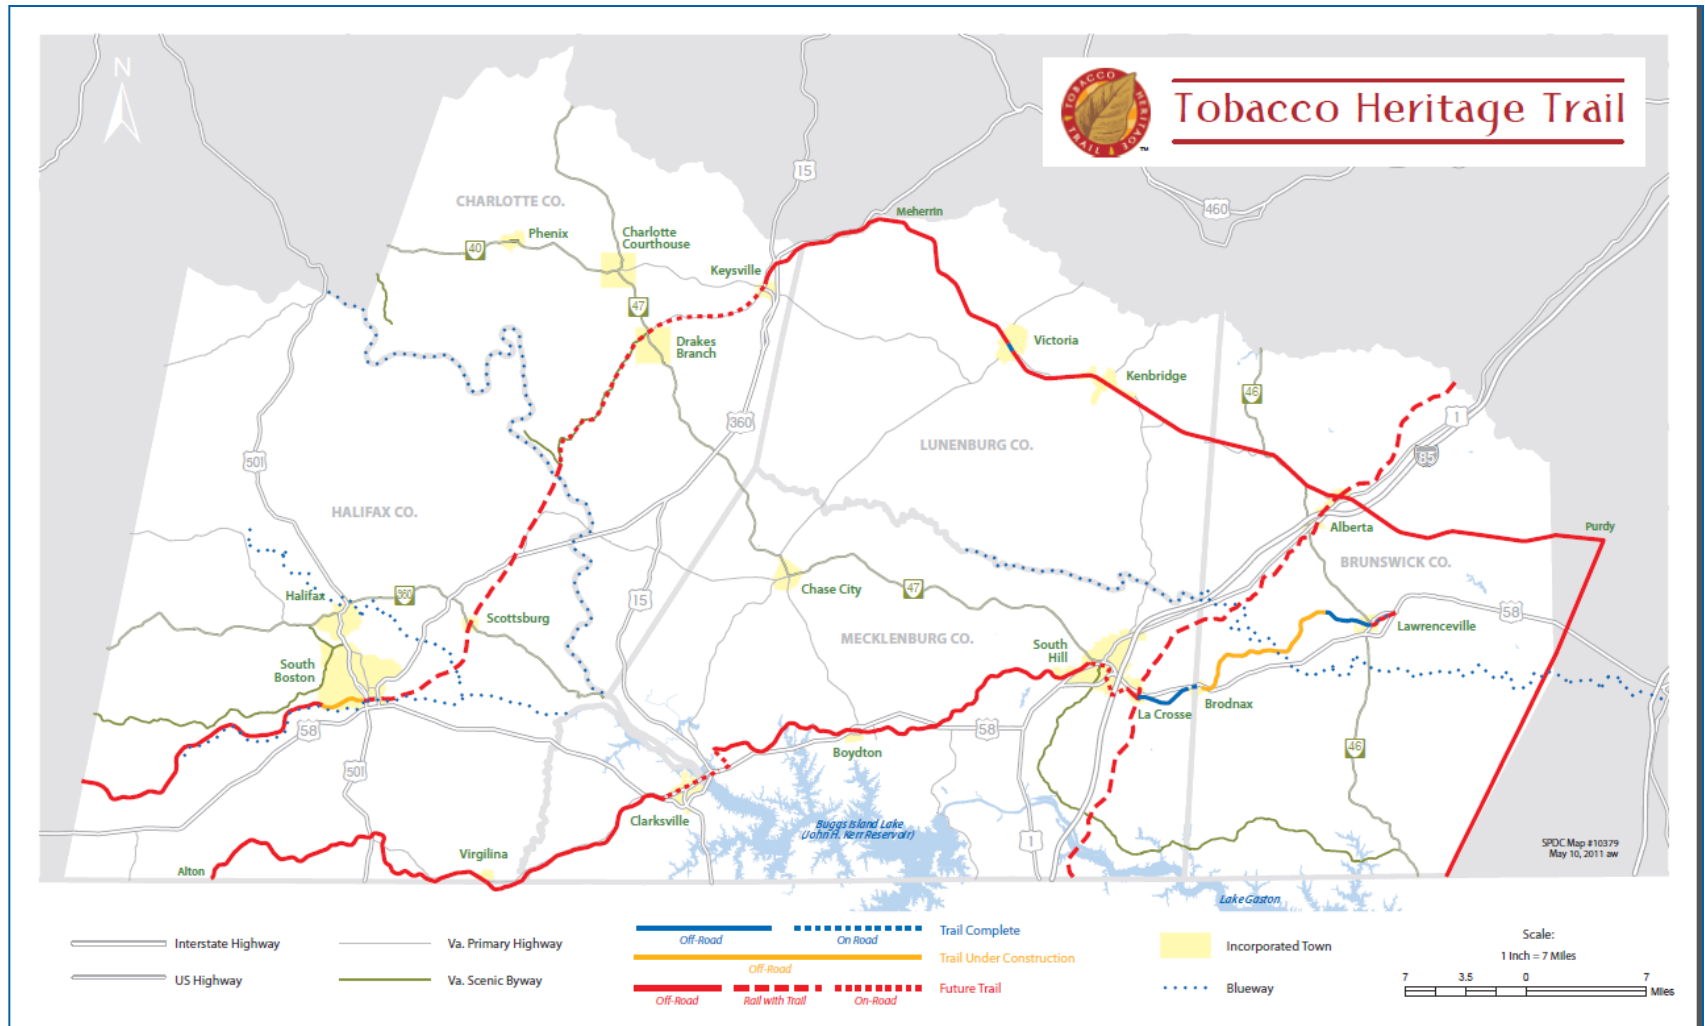 N
TOBACCO HERITAGE TRAIL
™
Tobacco Heritage Trail
15
460
CHARLOTTE CO.
Meherrin
Phenix
Charlotte
Courthouse
40
Keysville
47
Drakes
Branch
Victoria
Kenbridge
46
1
360
LUNENBURG CO.
85
501
HALIFAX CO.
Alberta
Purdy
BRUNSWICK CO.
Chase City
47
360
Halifax
15
58
Scottsburg
Lawrenceville
MECKLENBURG CO.
South
Hill
South
Boston
La Crosse
Brodnax
58
58
Boydton
46
501
Clarksville
Buggs Island Lake
(John H. Kerr Reservoir)
1
SPDC Map #10379
May 10, 2011 aw
Virgilina
Alton
Lake Gaston
Interstate Highway
US Highway
Va. Primary Highway
Va. Scenic Byway
Off-Road
On Road
Trail Complete
Off-Road
Trail Under Construction
Off-Road
Rail with Trail
On-Road
Future Trail
Incorporated Town
Blueway
Scale:
1 Inch = 7 Miles
7 3.5 0 7
Miles